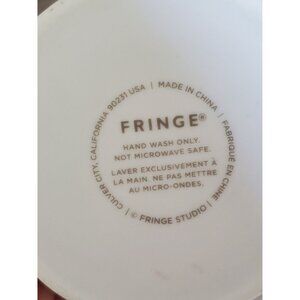 FRINGE®
HAND WASH ONLY.
NOT MICROWAVE SAFE.
LAVER EXCLUSIVEMENT À
LA MAIN. NE PAS METTRE
AU MICRO-ONDES.
| © FRINGE STUDIO | CULVER CITY, CALIFORNIA 90231 USA | MADE IN CHINA | FABRIQUÉ EN CHINE